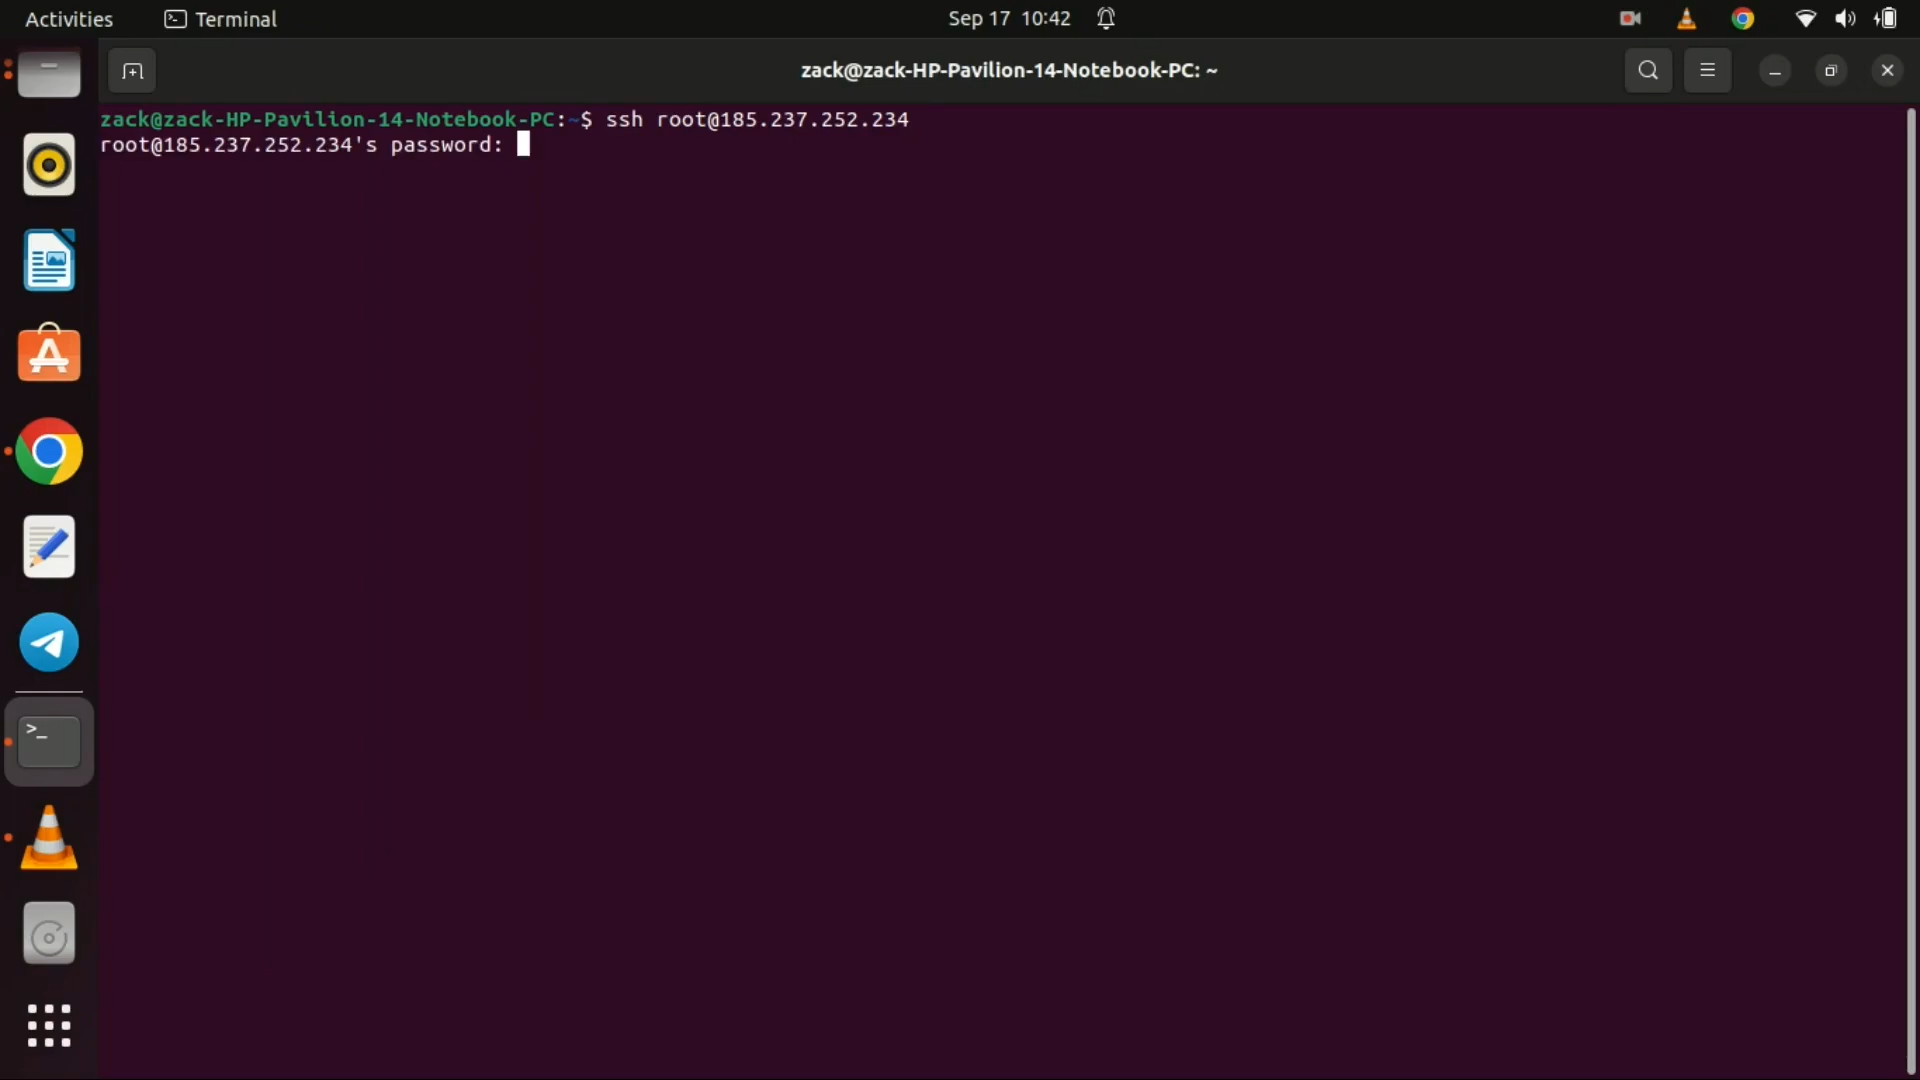 Activities Terminal Sep 17 10:42
zack@zack-HP-Pavilion-14-Notebook-PC: ~
zack@zack-HP-Pavilion-14-Notebook-PC:~$ ssh root@185.237.252.234
root@185.237.252.234's password: